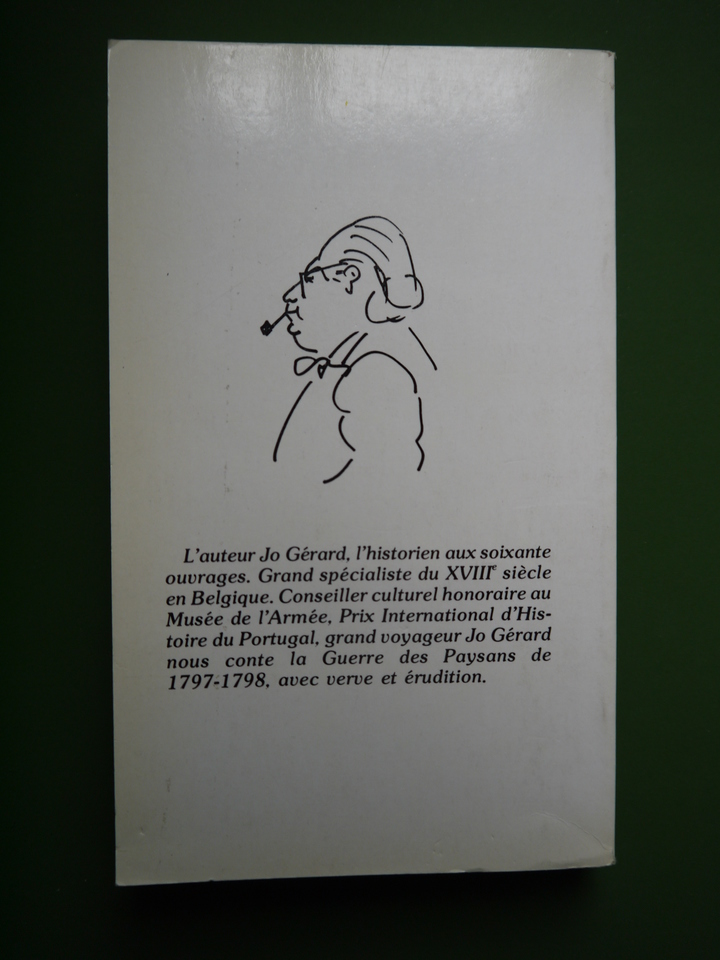 L'auteur Jo Gérard, l'historien aux soixante
ouvrages. Grand spécialiste du XVIIIe siècle
en Belgique. Conseiller culturel honoraire au
Musée de l'Armée, Prix International d'His-
toire du Portugal, grand voyageur Jo Gérard
nous conte la Guerre des Paysans de
1797-1798, avec verve et érudition.